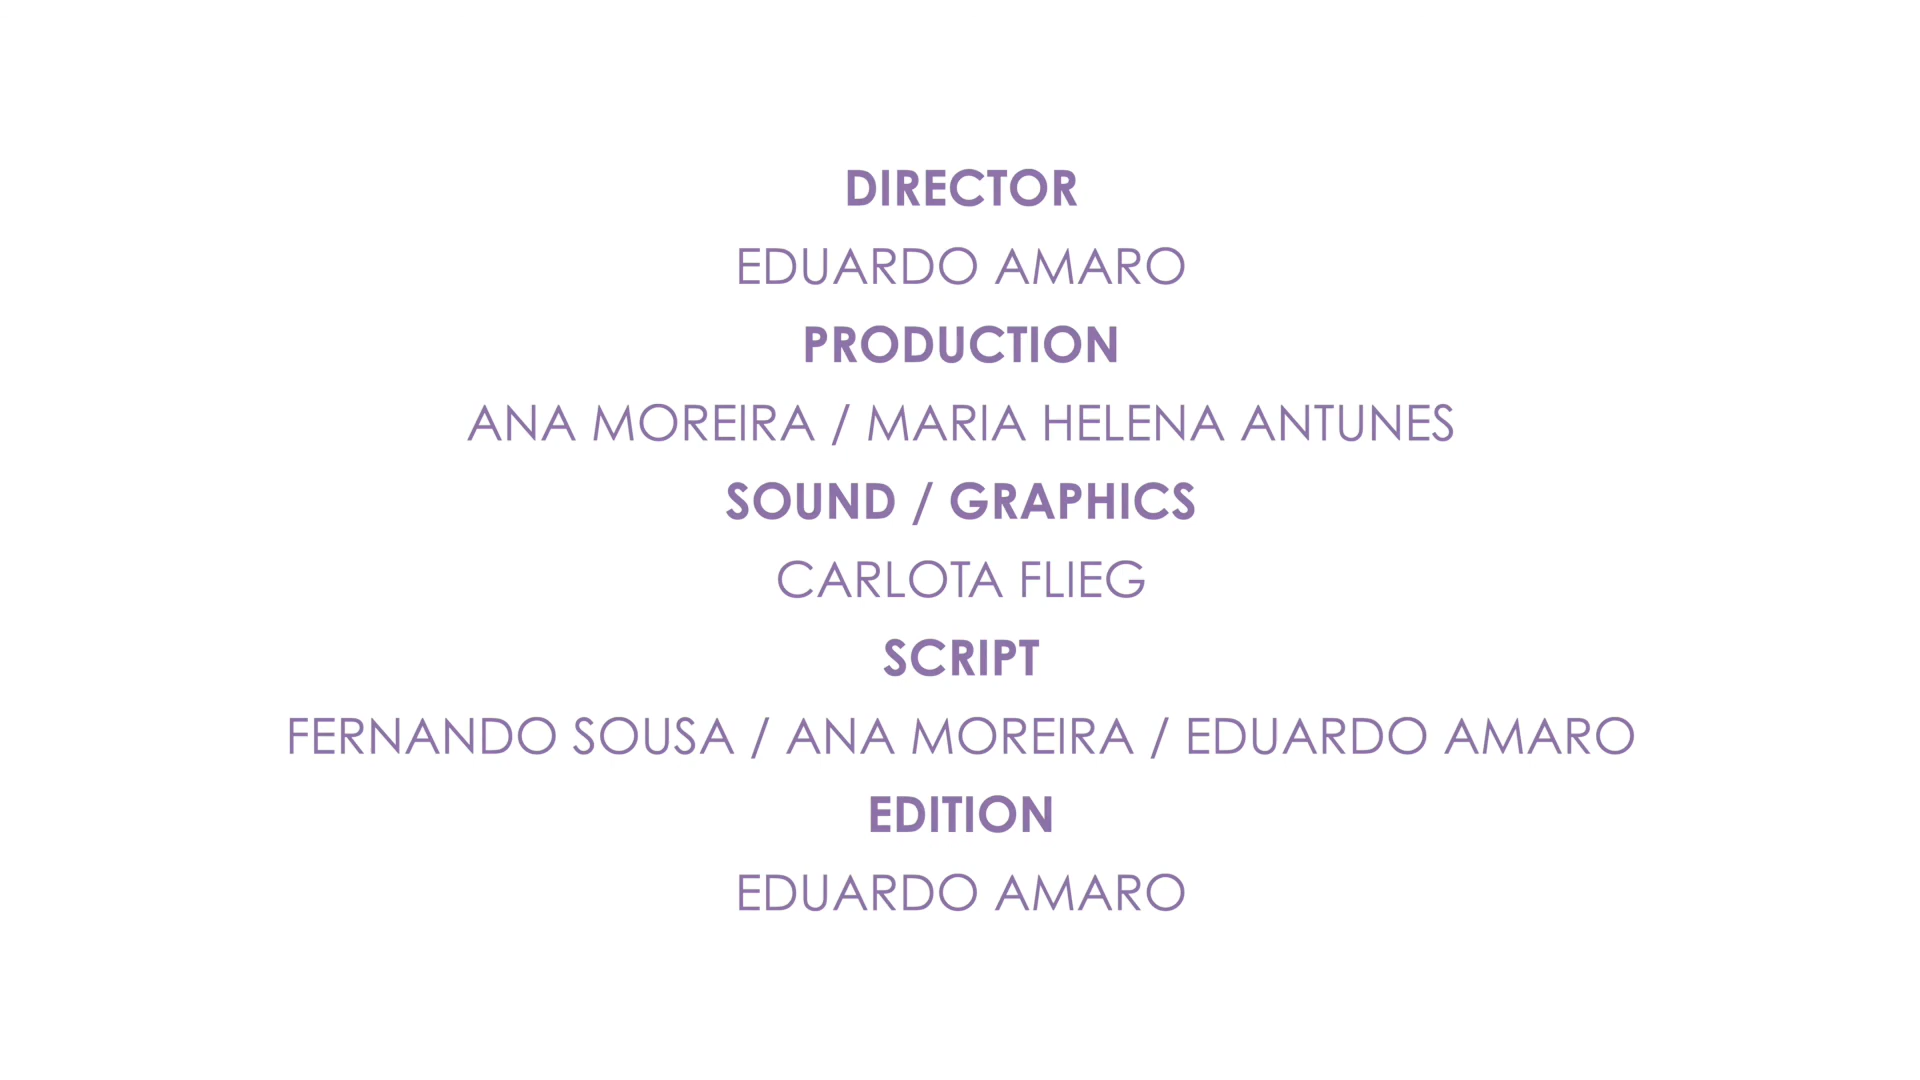 DIRECTOR
EDUARDO AMARO
PRODUCTION
ANA MOREIRA / MARIA HELENA ANTUNES
SOUND / GRAPHICS
CARLOTA FLIEG
SCRIPT
FERNANDO SOUSA / ANA MOREIRA / EDUARDO AMARO
EDITION
EDUARDO AMARO